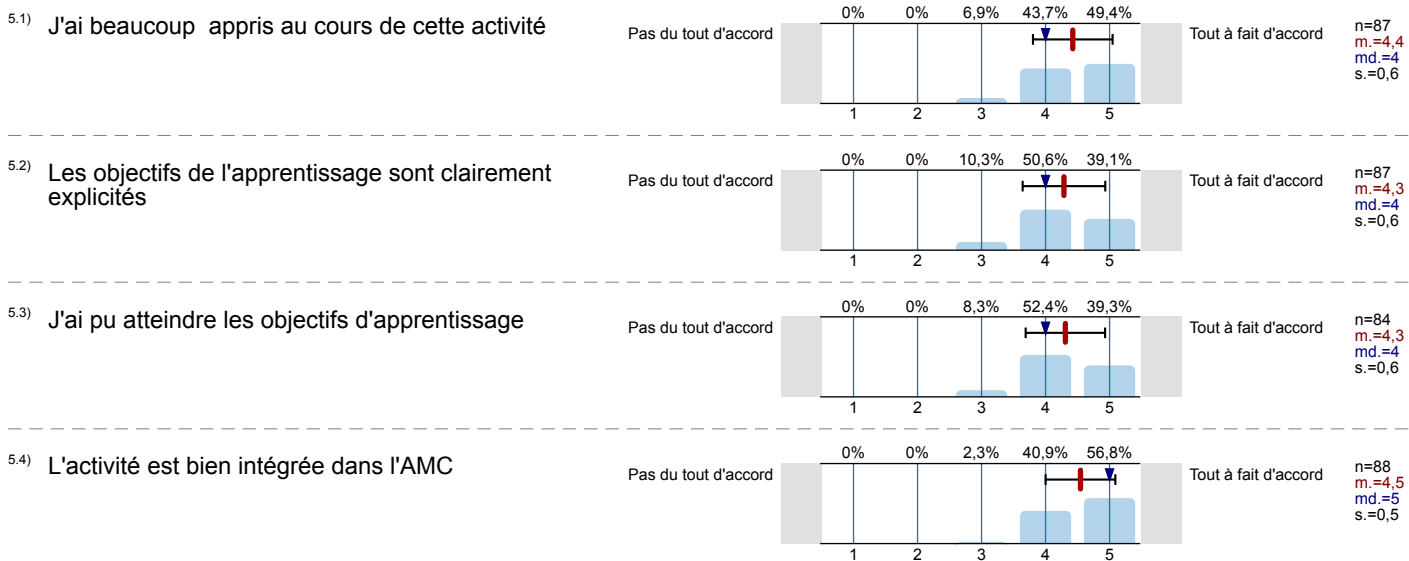 5.1) J'ai beaucoup appris au cours de cette activité
0% 0% 6,9% 43,7% 49,4%
Pas du tout d'accord
Tout à fait d'accord
1 2 3 4 5
n=87
m.=4,4
md.=4
s.=0,6
5.2) Les objectifs de l'apprentissage sont clairement
explicités
0% 0% 10,3% 50,6% 39,1%
Pas du tout d'accord
Tout à fait d'accord
1 2 3 4 5
n=87
m.=4,3
md.=4
s.=0,6
5.3) J'ai pu atteindre les objectifs d'apprentissage
0% 0% 8,3% 52,4% 39,3%
Pas du tout d'accord
Tout à fait d'accord
1 2 3 4 5
n=84
m.=4,3
md.=4
s.=0,6
5.4) L'activité est bien intégrée dans l'AMC
0% 0% 2,3% 40,9% 56,8%
Pas du tout d'accord
Tout à fait d'accord
1 2 3 4 5
n=88
m.=4,5
md.=5
s.=0,5